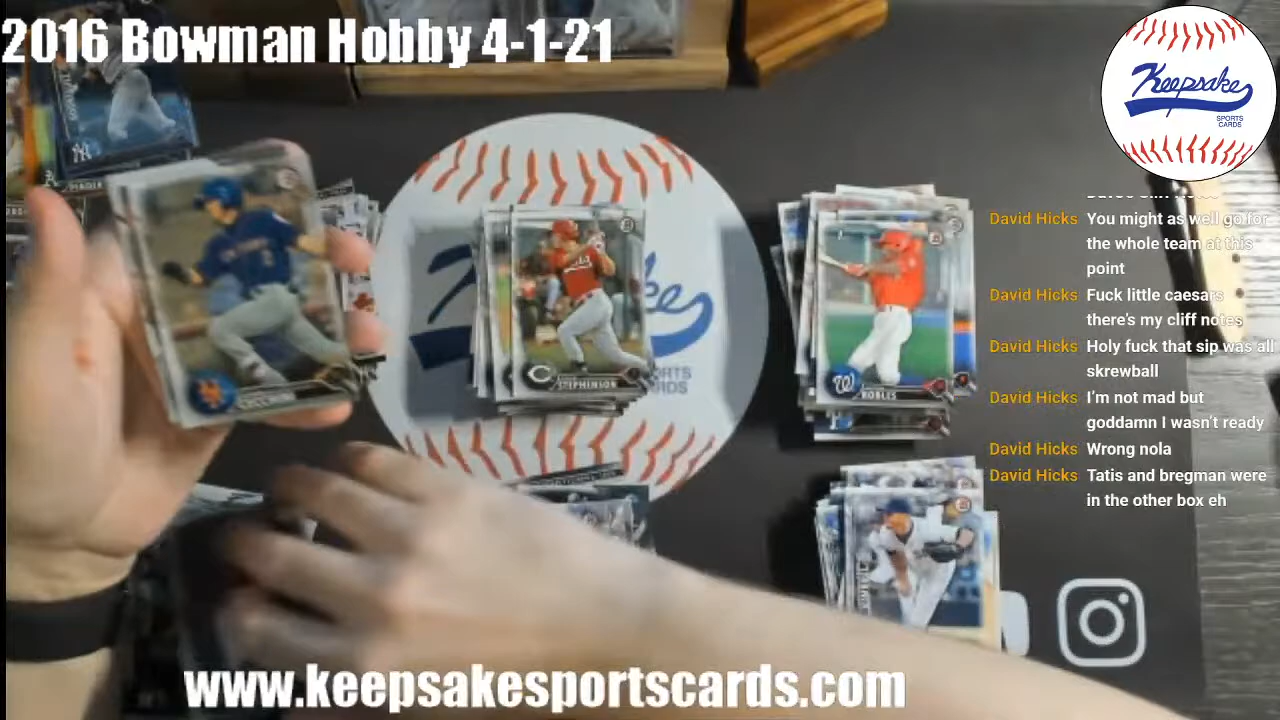 2016 Bowman Hobby 4-1-21
Keepsake
SPORTS
CARDS
David Hicks You might as well go for
the whole team at this
point
David Hicks Fuck little caesars
there's my cliff notes
David Hicks Holy fuck that sip was all
skrewball
David Hicks I'm not mad but
goddamn I wasn't ready
David Hicks Wrong nola
David Hicks Tatis and bregman were
in the other box eh
STEPHENSON
ROBLES
www.keepsakesportscards.com